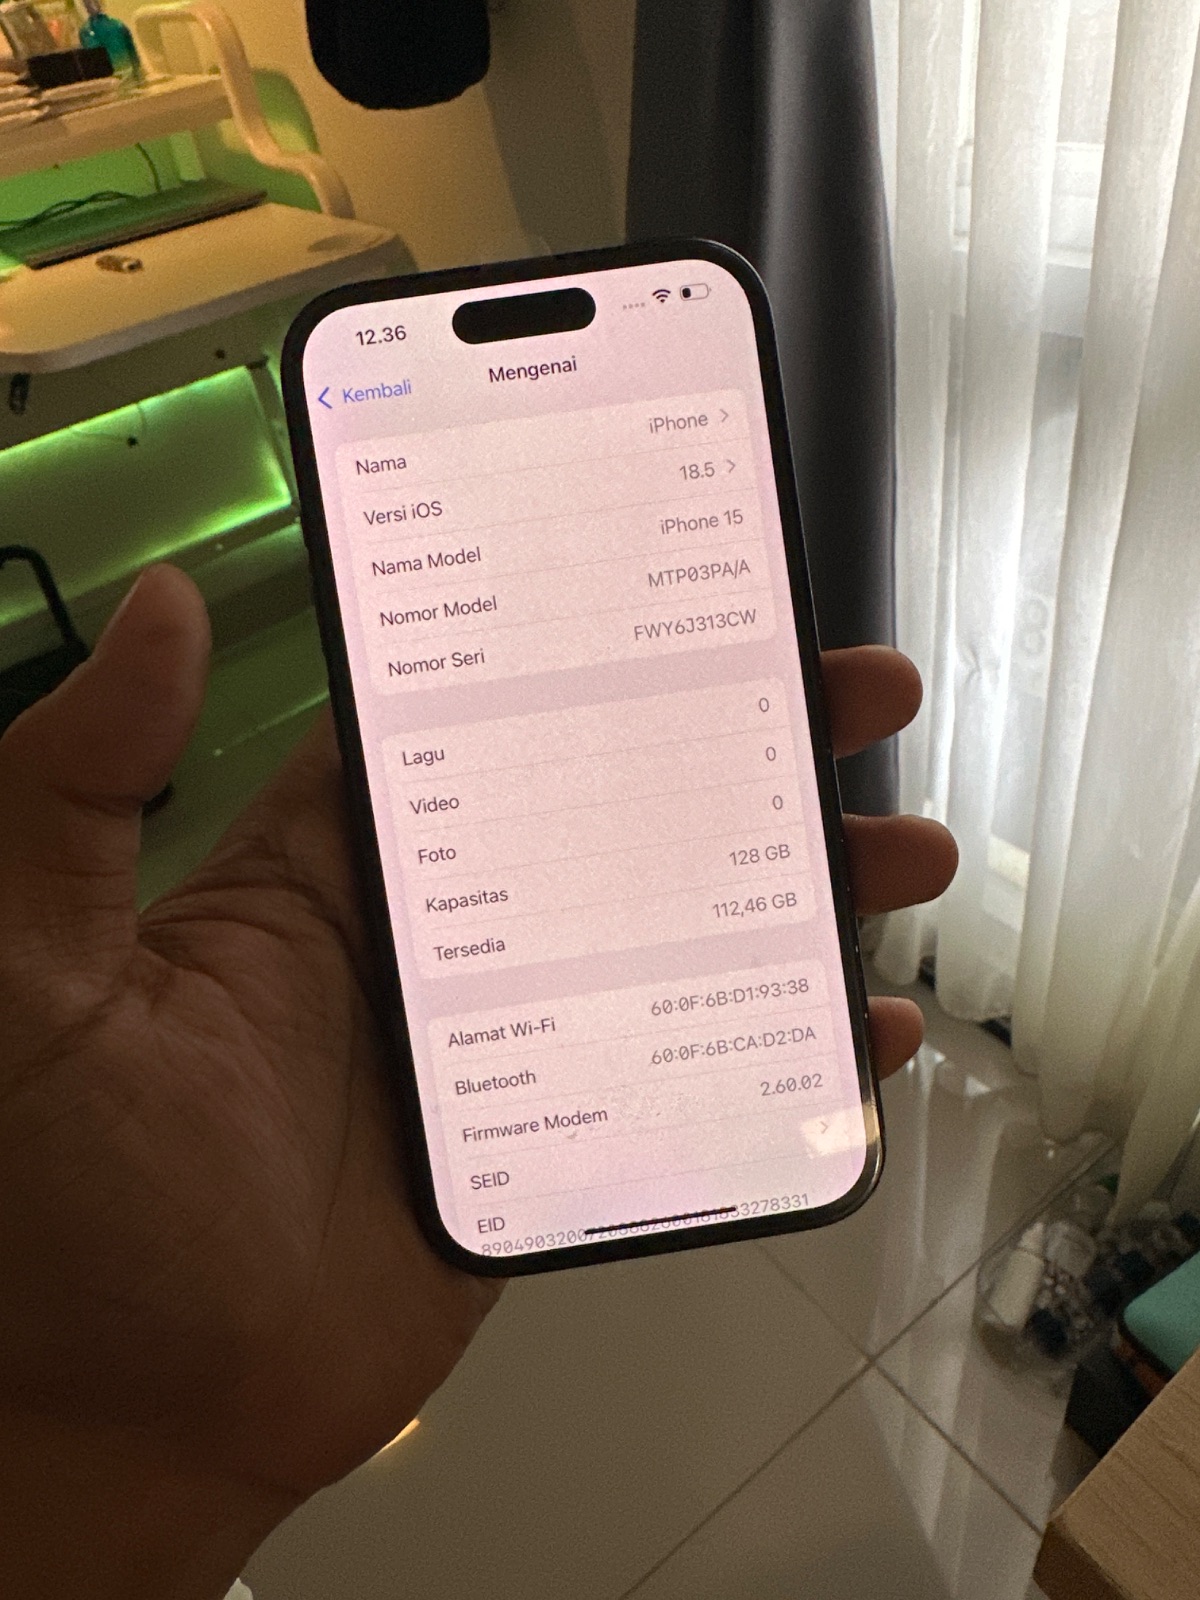 12.36
Kembali
Mengenai
Nama iPhone
Versi iOS 18.5
Nama Model iPhone 15
Nomor Model MTP03PA/A
Nomor Seri FWY6J313CW
Lagu 0
Video 0
Foto 0
Kapasitas 128 GB
Tersedia 112,46 GB
Alamat Wi-Fi 60:0F:6B:D1:93:38
Bluetooth 60:0F:6B:CA:D2:DA
Firmware Modem 2.60.02
SEID
EID